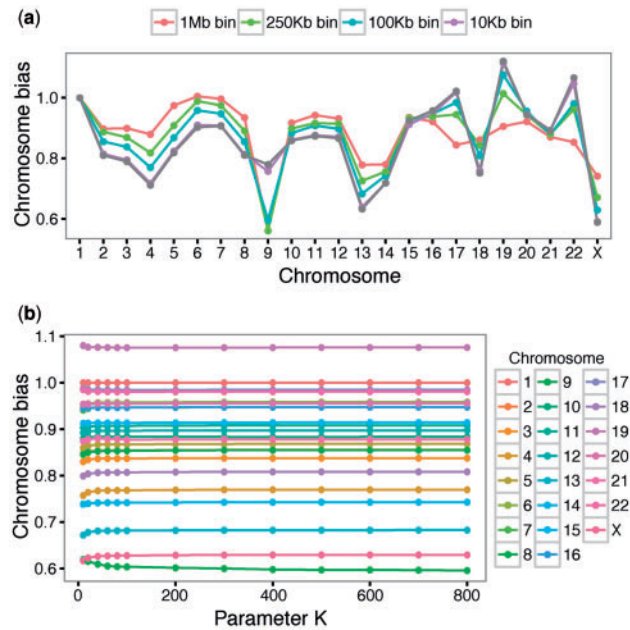 (a)
1Mb bin 250Kb bin 100Kb bin 10Kb bin
Chromosome bias
1.0
0.8
0.6
1 2 3 4 5 6 7 8 9 10 11 12 13 14 15 16 17 18 19 20 21 22 X
Chromosome
(b)
Chromosome bias
1.1
1.0
0.9
0.8
0.7
0.6
0 200 400 600 800
Parameter K
Chromosome
1 9 17
2 10 18
3 11 19
4 12 20
5 13 21
6 14 22
7 15 X
8 16